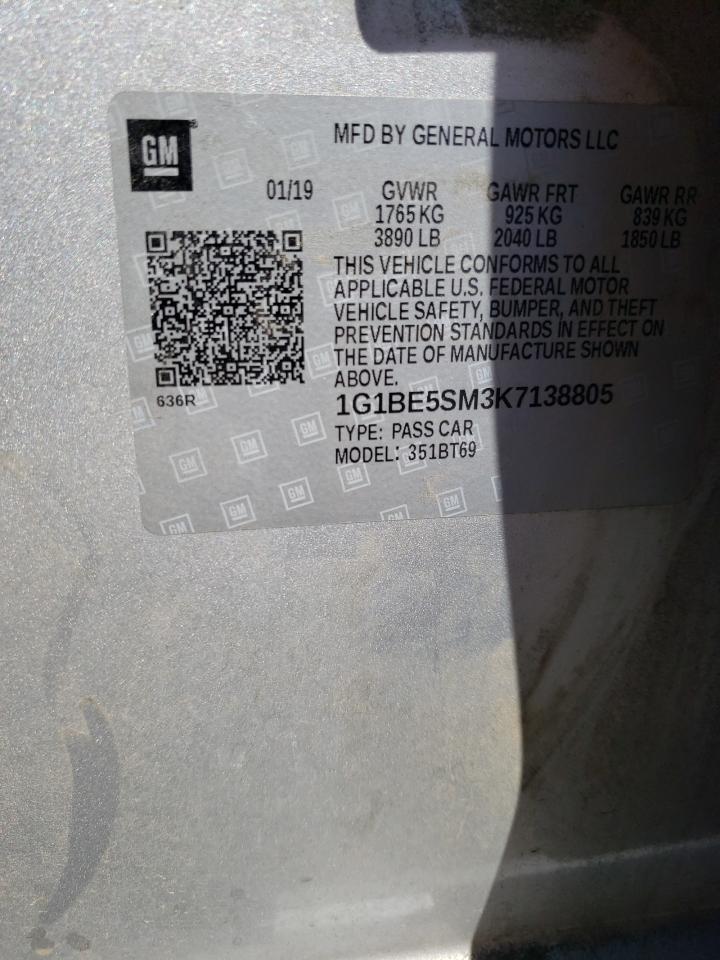 GM
MFD BY GENERAL MOTORS LLC
01/19 GVWR GAWR FRT GAWR RR
1765 KG 925 KG 839 KG
3890 LB 2040 LB 1850 LB
THIS VEHICLE CONFORMS TO ALL
APPLICABLE U.S. FEDERAL MOTOR
VEHICLE SAFETY, BUMPER, AND THEFT
PREVENTION STANDARDS IN EFFECT ON
THE DATE OF MANUFACTURE SHOWN
ABOVE.
636R
1G1BE5SM3K7138805
TYPE: PASS CAR
MODEL: 351BT69